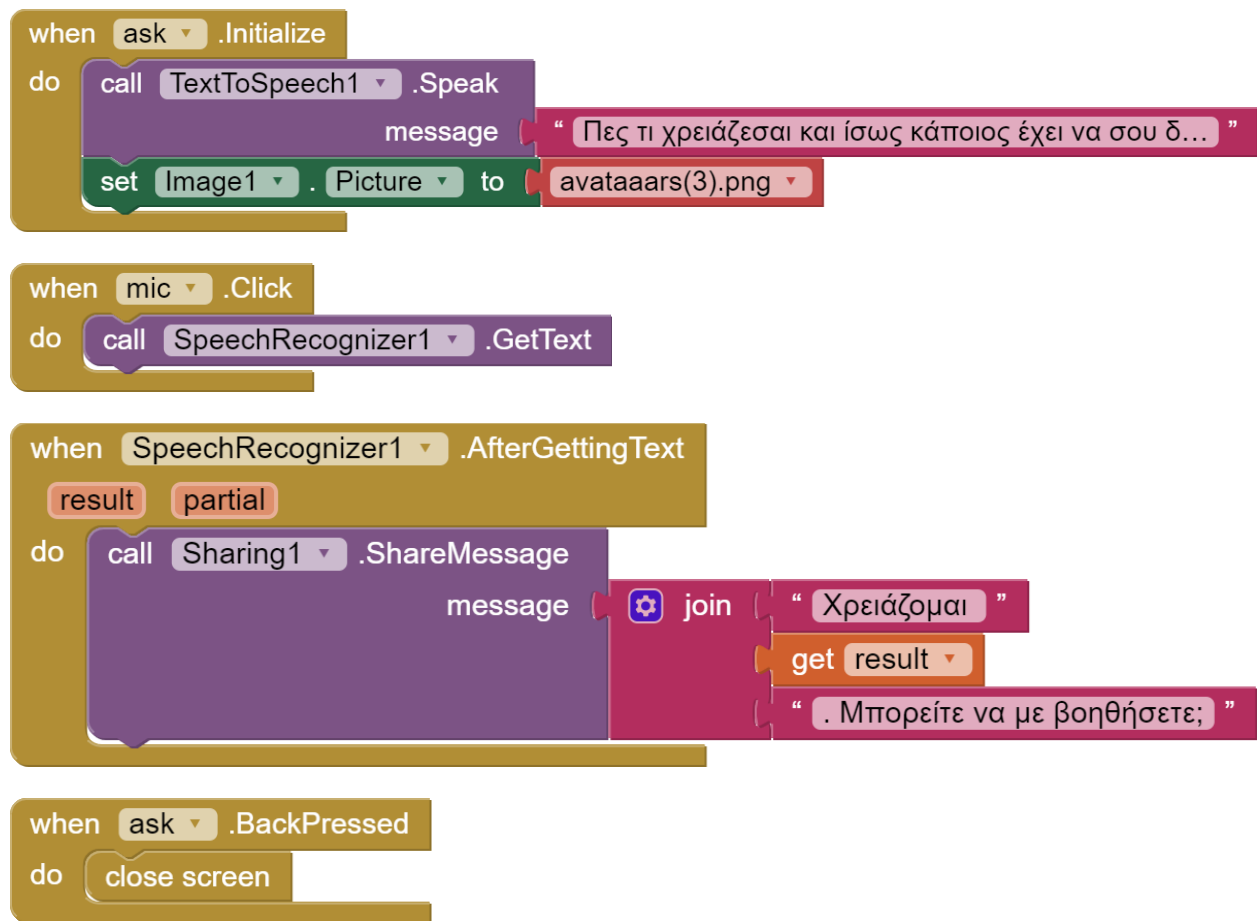 when ask .Initialize
do call TextToSpeech1 .Speak
message “ Πες τι χρειάζεσαι και ίσως κάποιος έχει να σου δ... ”
set Image1 . Picture to avataaars(3).png
when mic .Click
do call SpeechRecognizer1 .GetText
when SpeechRecognizer1 .AfterGettingText
result partial
do call Sharing1 .ShareMessage
message join “ Χρειάζομαι ”
get result
“ . Μπορείτε να με βοηθήσετε; ”
when ask .BackPressed
do close screen